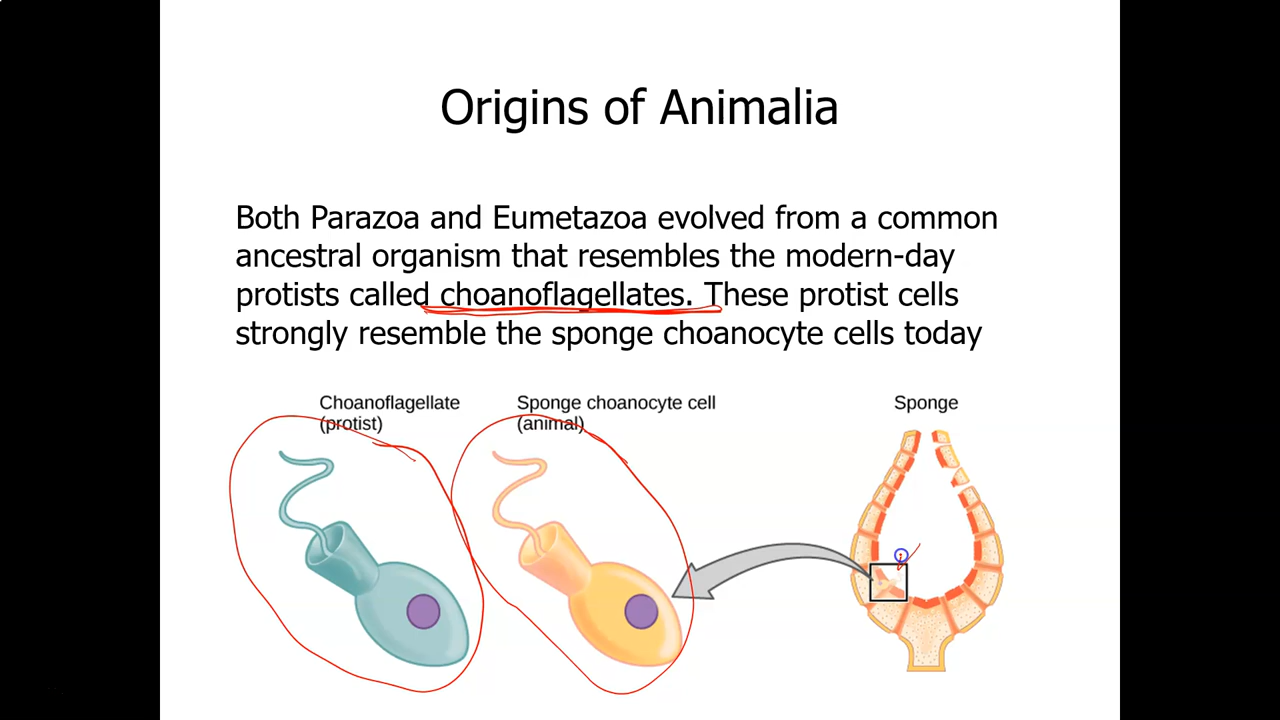 Origins of Animalia
Both Parazoa and Eumetazoa evolved from a common
ancestral organism that resembles the modern-day
protists called choanoflagellates. These protist cells
strongly resemble the sponge choanocyte cells today
Choanoflagellate
(protist)
Sponge choanocyte cell
(animal)
Sponge